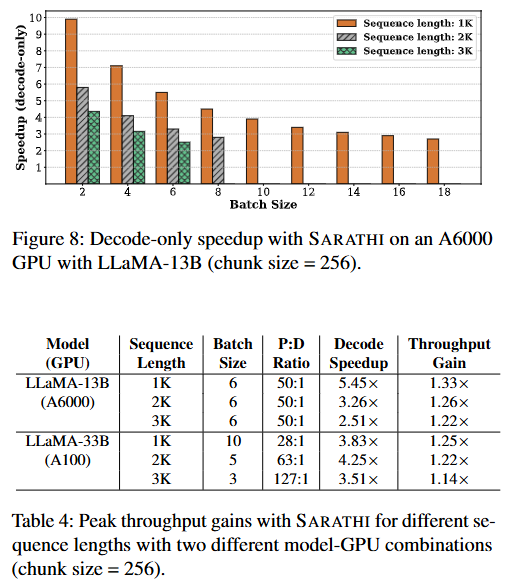 Speedup (decode-only)
10
9
8
7
6
5
4
3
2
1
Sequence length: 1K
Sequence length: 2K
Sequence length: 3K
2 4 6 8 10 12 14 16 18
Batch Size
Figure 8: Decode-only speedup with SARATHI on an A6000
GPU with LLaMA-13B (chunk size = 256).
Model Sequence Batch P:D Decode Throughput
(GPU) Length Size Ratio Speedup Gain
LLaMA-13B 1K 6 50:1 5.45× 1.33×
(A6000) 2K 6 50:1 3.26× 1.26×
3K 6 50:1 2.51× 1.22×
LLaMA-33B 1K 10 28:1 3.83× 1.25×
(A100) 2K 5 63:1 4.25× 1.22×
3K 3 127:1 3.51× 1.14×
Table 4: Peak throughput gains with SARATHI for different se-
quence lengths with two different model-GPU combinations
(chunk size = 256).